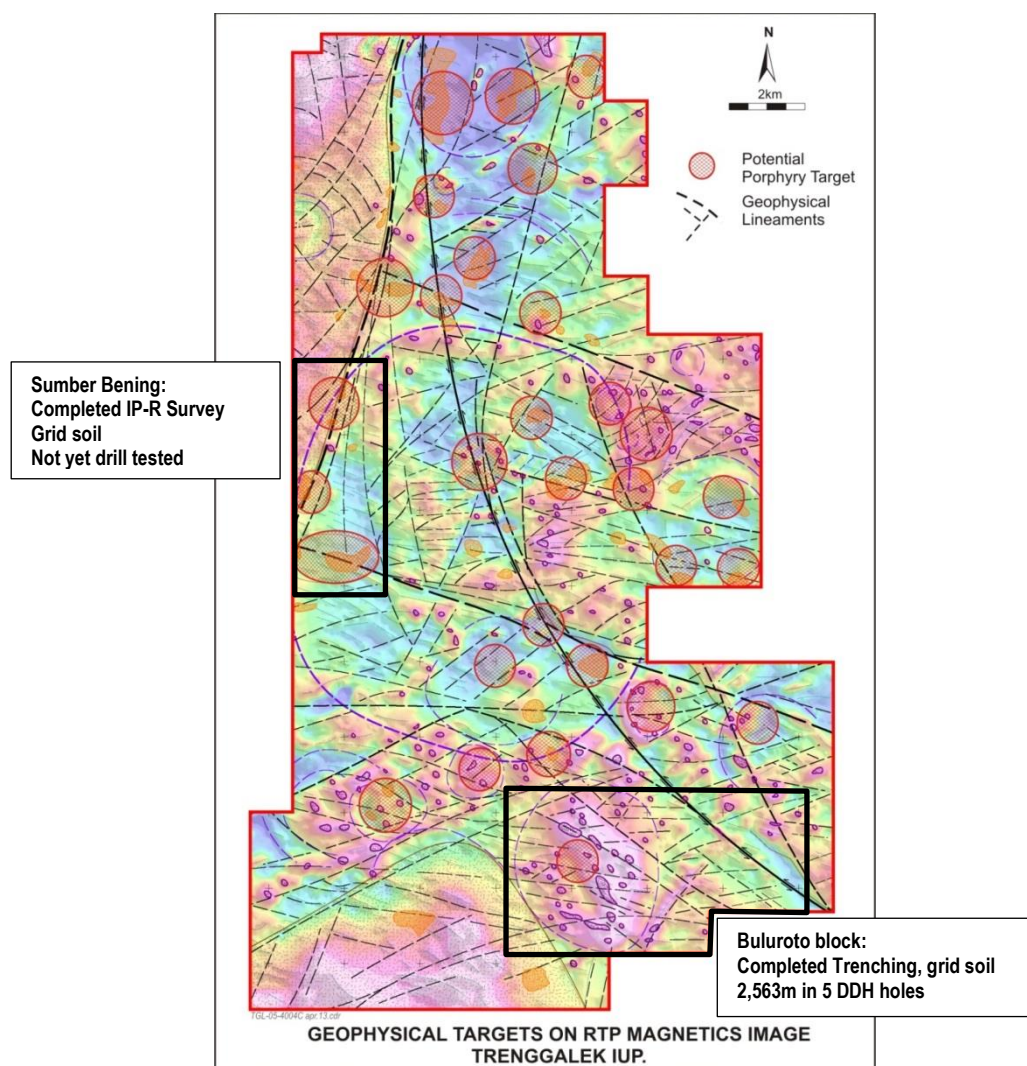 N
2km
Potential
Porphyry Target
Geophysical
Lineaments
Sumber Bening:
Completed IP-R Survey
Grid soil
Not yet drill tested
Buluroto block:
Completed Trenching, grid soil
2,563m in 5 DDH holes
TGL-05-4004C apr.13.cdr
GEOPHYSICAL TARGETS ON RTP MAGNETICS IMAGE
TRENGGALEK IUP.